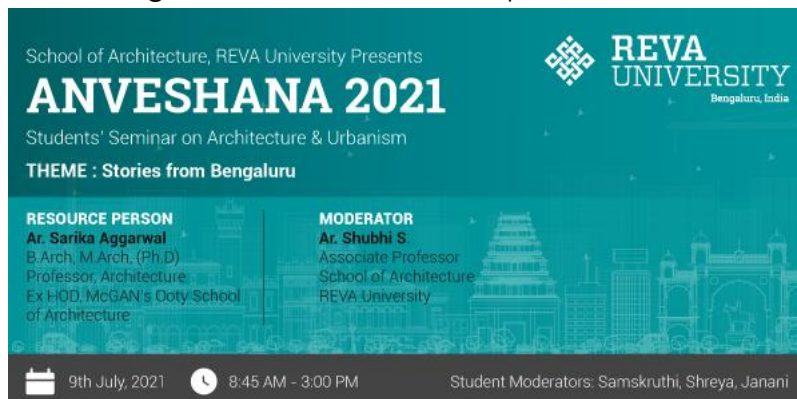 School of Architecture, REVA University Presents
ANVESHANA 2021
Students' Seminar on Architecture & Urbanism
THEME : Stories from Bengaluru
REVA
UNIVERSITY
Bengaluru, India
RESOURCE PERSON
Ar. Sarika Aggarwal
B.Arch, M.Arch, (Ph.D)
Professor, Architecture
Ex HOD, McGAN's Ooty School
of Architecture
MODERATOR
Ar. Shubhi S
Associate Professor
School of Architecture
REVA University
9th July, 2021
8:45 AM - 3:00 PM
Student Moderators: Samskruthi, Shreya, Janani